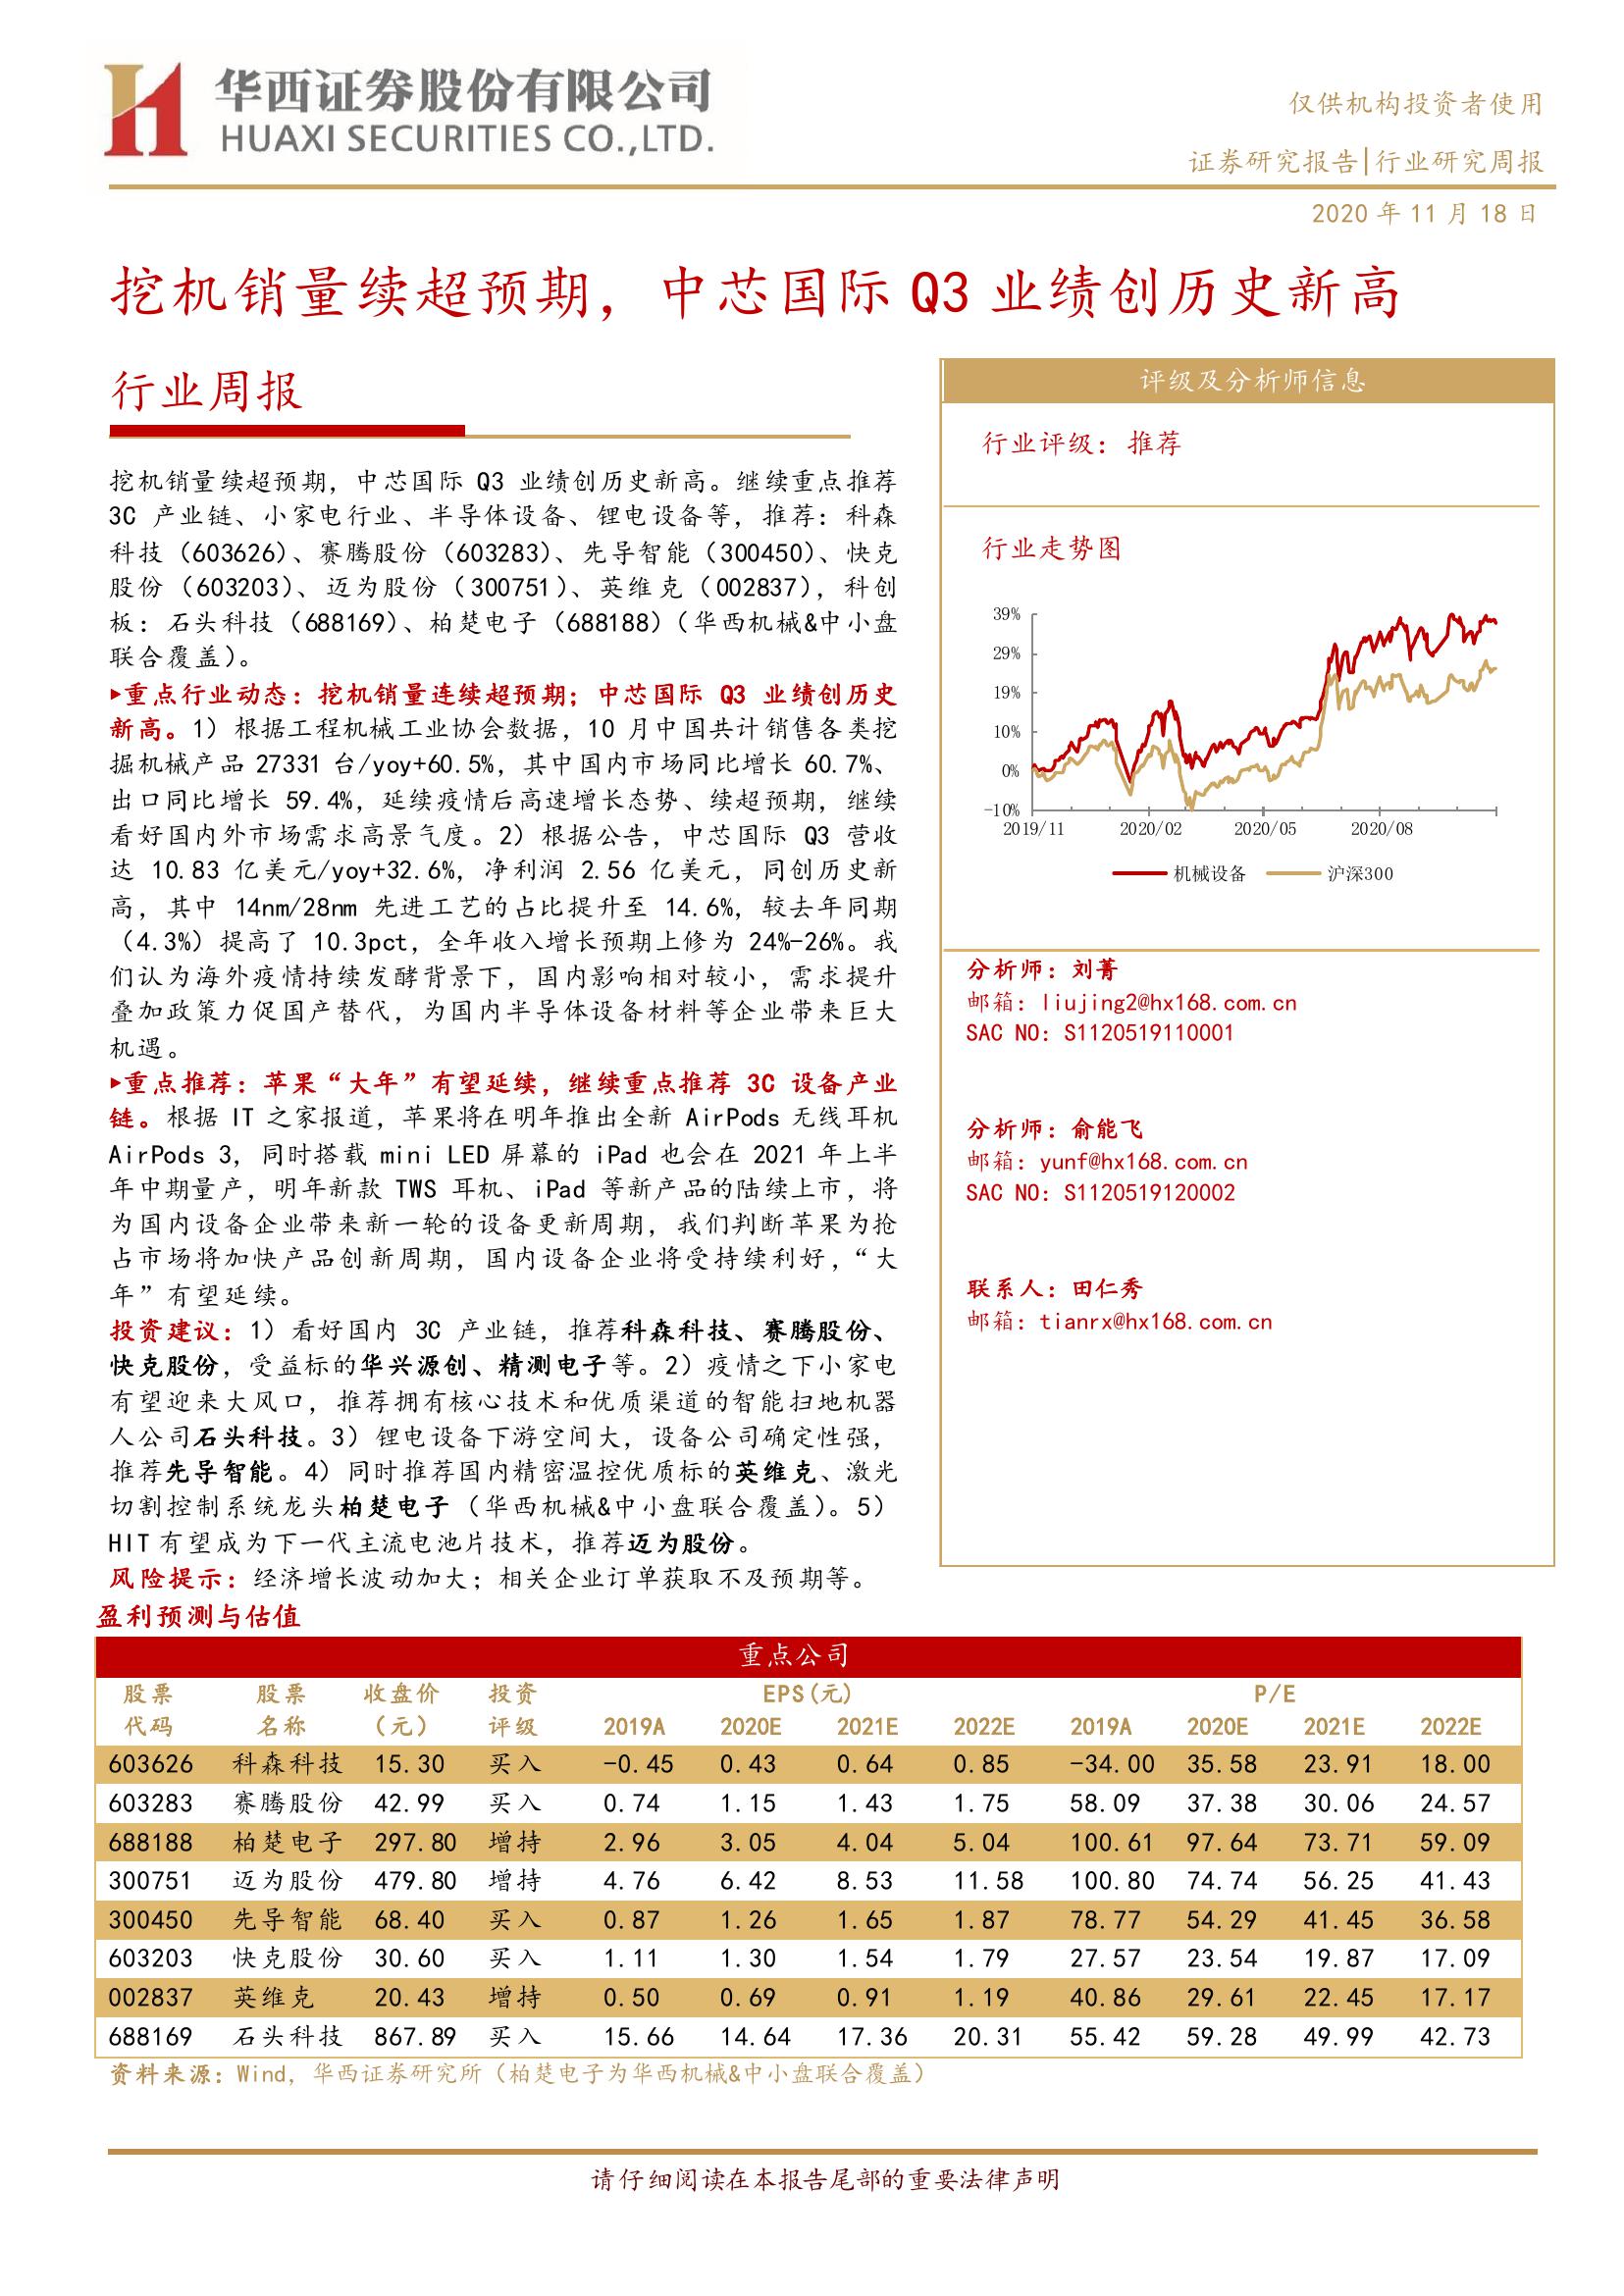 华西证券股份有限公司
HUAXI SECURITIES CO.,LTD.
仅供机构投资者使用
证券研究报告|行业研究周报
2020 年 11 月 18 日
挖机销量续超预期，中芯国际 Q3 业绩创历史新高
行业周报
挖机销量续超预期，中芯国际 Q3 业绩创历史新高。继续重点推荐
3C 产业链、小家电行业、半导体设备、锂电设备等，推荐：科森
科技（603626）、赛腾股份（603283）、先导智能（300450）、快克
股份（603203）、迈为股份（300751）、英维克（002837），科创
板：石头科技（688169）、柏楚电子（688188）（华西机械&中小盘
联合覆盖）。
▸重点行业动态：挖机销量连续超预期；中芯国际 Q3 业绩创历史
新高。1）根据工程机械工业协会数据，10 月中国共计销售各类挖
掘机械产品 27331 台/yoy+60.5%，其中国内市场同比增长 60.7%、
出口同比增长 59.4%，延续疫情后高速增长态势、续超预期，继续
看好国内外市场需求高景气度。2）根据公告，中芯国际 Q3 营收
达 10.83 亿美元/yoy+32.6%，净利润 2.56 亿美元，同创历史新
高，其中 14nm/28nm 先进工艺的占比提升至 14.6%，较去年同期
（4.3%）提高了 10.3pct，全年收入增长预期上修为 24%-26%。我
们认为海外疫情持续发酵背景下，国内影响相对较小，需求提升
叠加政策力促国产替代，为国内半导体设备材料等企业带来巨大
机遇。
▸重点推荐：苹果“大年”有望延续，继续重点推荐 3C 设备产业
链。根据 IT 之家报道，苹果将在明年推出全新 AirPods 无线耳机
AirPods 3，同时搭载 mini LED 屏幕的 iPad 也会在 2021 年上半
年中期量产，明年新款 TWS 耳机、iPad 等新产品的陆续上市，将
为国内设备企业带来新一轮的设备更新周期，我们判断苹果为抢
占市场将加快产品创新周期，国内设备企业将受持续利好，“大
年”有望延续。
投资建议：1）看好国内 3C 产业链，推荐科森科技、赛腾股份、
快克股份，受益标的华兴源创、精测电子等。2）疫情之下小家电
有望迎来大风口，推荐拥有核心技术和优质渠道的智能扫地机器
人公司石头科技。3）锂电设备下游空间大，设备公司确定性强，
推荐先导智能。4）同时推荐国内精密温控优质标的英维克、激光
切割控制系统龙头柏楚电子（华西机械&中小盘联合覆盖）。5）
HIT 有望成为下一代主流电池片技术，推荐迈为股份。
风险提示：经济增长波动加大；相关企业订单获取不及预期等。
评级及分析师信息
行业评级：推荐
行业走势图
39%
29%
19%
10%
0%
-10%
2019/11 2020/02 2020/05 2020/08
机械设备 沪深300
分析师：刘菁
邮箱：liujing2@hx168.com.cn
SAC NO：S1120519110001
分析师：俞能飞
邮箱：yunf@hx168.com.cn
SAC NO：S1120519120002
联系人：田仁秀
邮箱：tianrx@hx168.com.cn
盈利预测与估值
重点公司
股票 股票 收盘价 投资 EPS(元) P/E
代码 名称 （元） 评级 2019A 2020E 2021E 2022E 2019A 2020E 2021E 2022E
603626 科森科技 15.30 买入 -0.45 0.43 0.64 0.85 -34.00 35.58 23.91 18.00
603283 赛腾股份 42.99 买入 0.74 1.15 1.43 1.75 58.09 37.38 30.06 24.57
688188 柏楚电子 297.80 增持 2.96 3.05 4.04 5.04 100.61 97.64 73.71 59.09
300751 迈为股份 479.80 增持 4.76 6.42 8.53 11.58 100.80 74.74 56.25 41.43
300450 先导智能 68.40 买入 0.87 1.26 1.65 1.87 78.77 54.29 41.45 36.58
603203 快克股份 30.60 买入 1.11 1.30 1.54 1.79 27.57 23.54 19.87 17.09
002837 英维克 20.43 增持 0.50 0.69 0.91 1.19 40.86 29.61 22.45 17.17
688169 石头科技 867.89 买入 15.66 14.64 17.36 20.31 55.42 59.28 49.99 42.73
资料来源：Wind，华西证券研究所（柏楚电子为华西机械&中小盘联合覆盖）
请仔细阅读在本报告尾部的重要法律声明